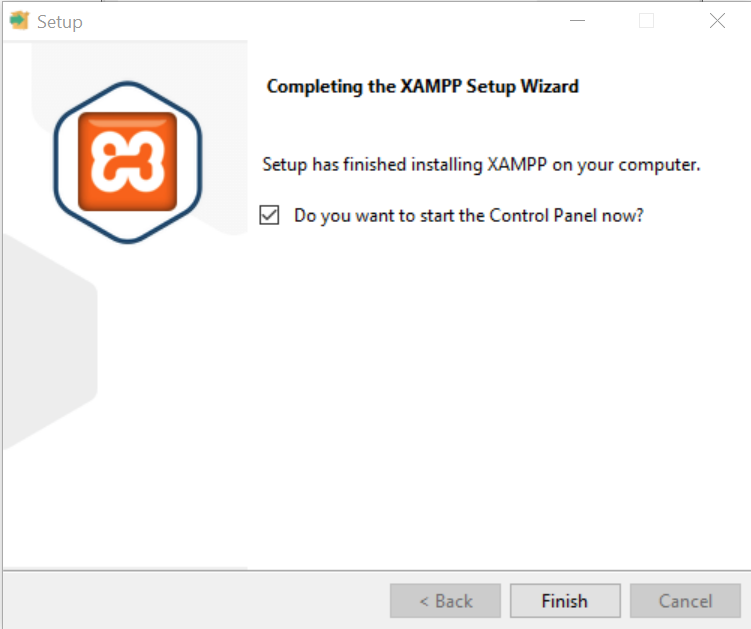 Setup
Completing the XAMPP Setup Wizard
Setup has finished installing XAMPP on your computer.
Do you want to start the Control Panel now?
< Back
Finish
Cancel